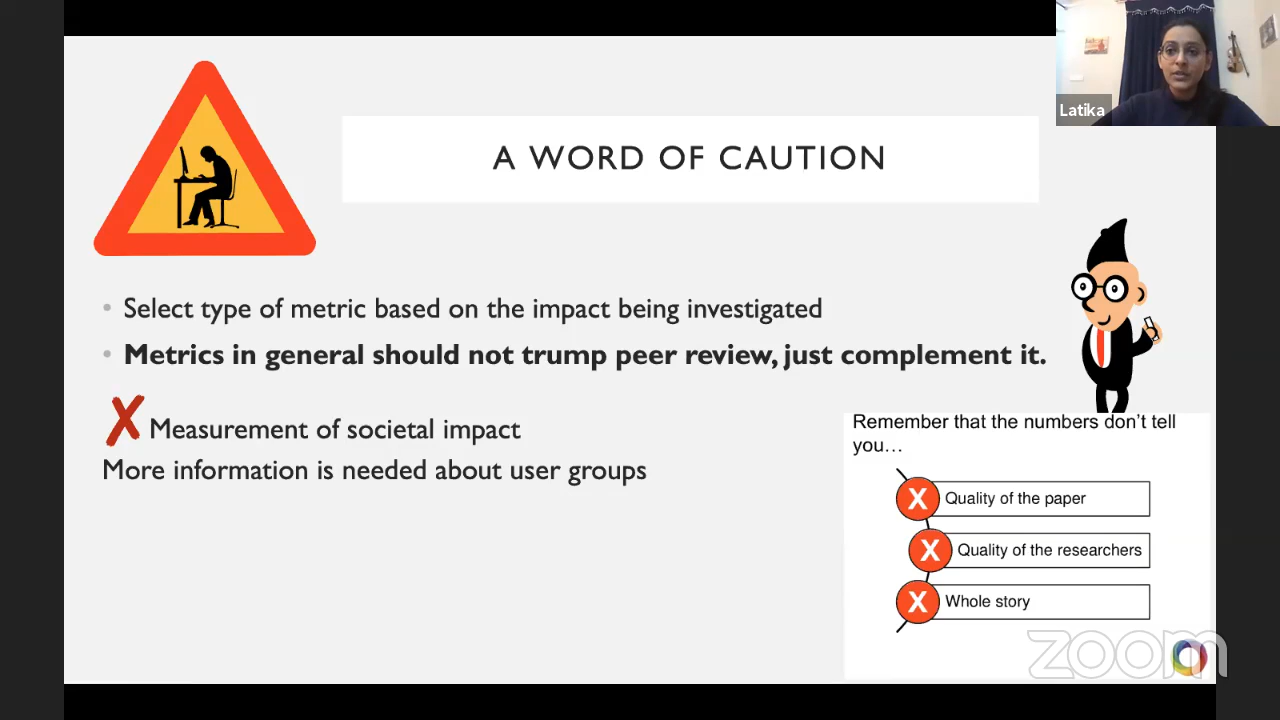 Latika
A WORD OF CAUTION
• Select type of metric based on the impact being investigated
• Metrics in general should not trump peer review, just complement it.
X Measurement of societal impact
More information is needed about user groups
Remember that the numbers don't tell
you…
X Quality of the paper
X Quality of the researchers
X Whole story
zoom